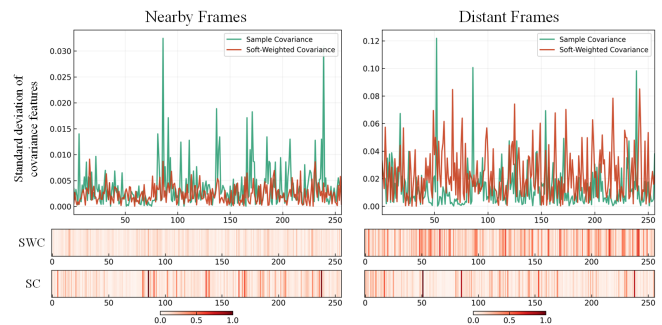 Nearby Frames
Distant Frames
Standard deviation of
covariance features
Sample Covariance
Soft-Weighted Covariance
0.030
0.025
0.020
0.015
0.010
0.005
0.000
50 100 150 200 250
Sample Covariance
Soft-Weighted Covariance
0.12
0.10
0.08
0.06
0.04
0.02
0.00
50 100 150 200 250
SWC
0 50 100 150 200 250
0 50 100 150 200 250
SC
0 50 100 150 200 250
0 50 100 150 200 250
0.0 0.5 1.0
0.0 0.5 1.0